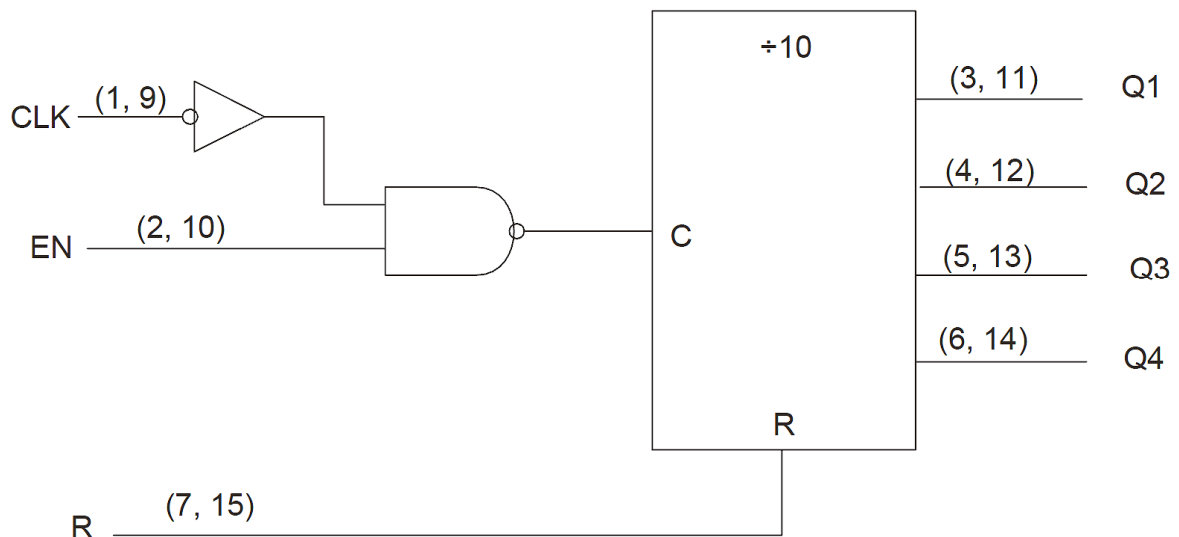 ÷10
(3, 11) Q1
CLK (1, 9)
(4, 12) Q2
EN (2, 10)
C
(5, 13) Q3
(6, 14) Q4
R
R (7, 15)